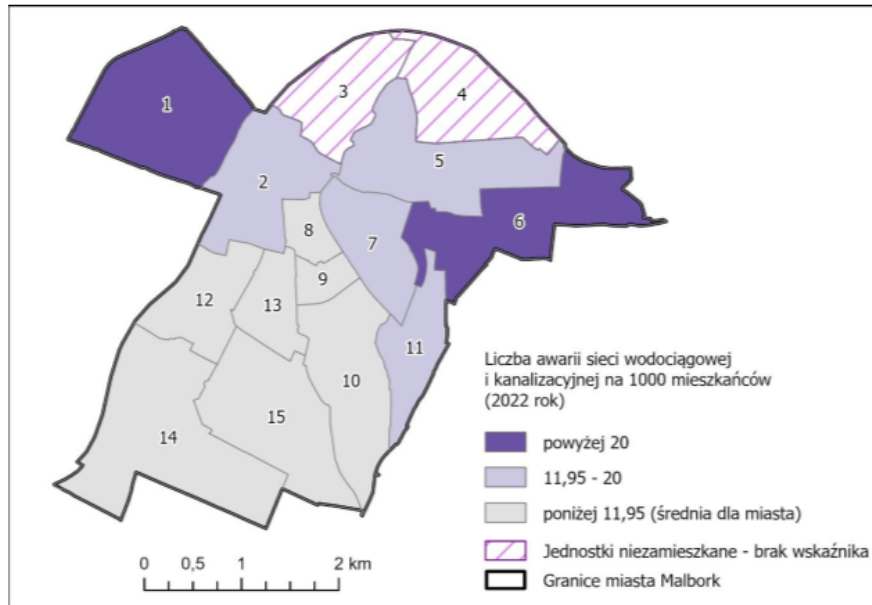 1
3
4
5
2
6
8
7
9
12
13
11
10
14
15
Liczba awarii sieci wodociągowej
i kanalizacyjnej na 1000 mieszkańców
(2022 rok)
powyżej 20
11,95 - 20
poniżej 11,95 (średnia dla miasta)
Jednostki niezamieszkane - brak wskaźnika
Granice miasta Malbork
0 0,5 1 2 km